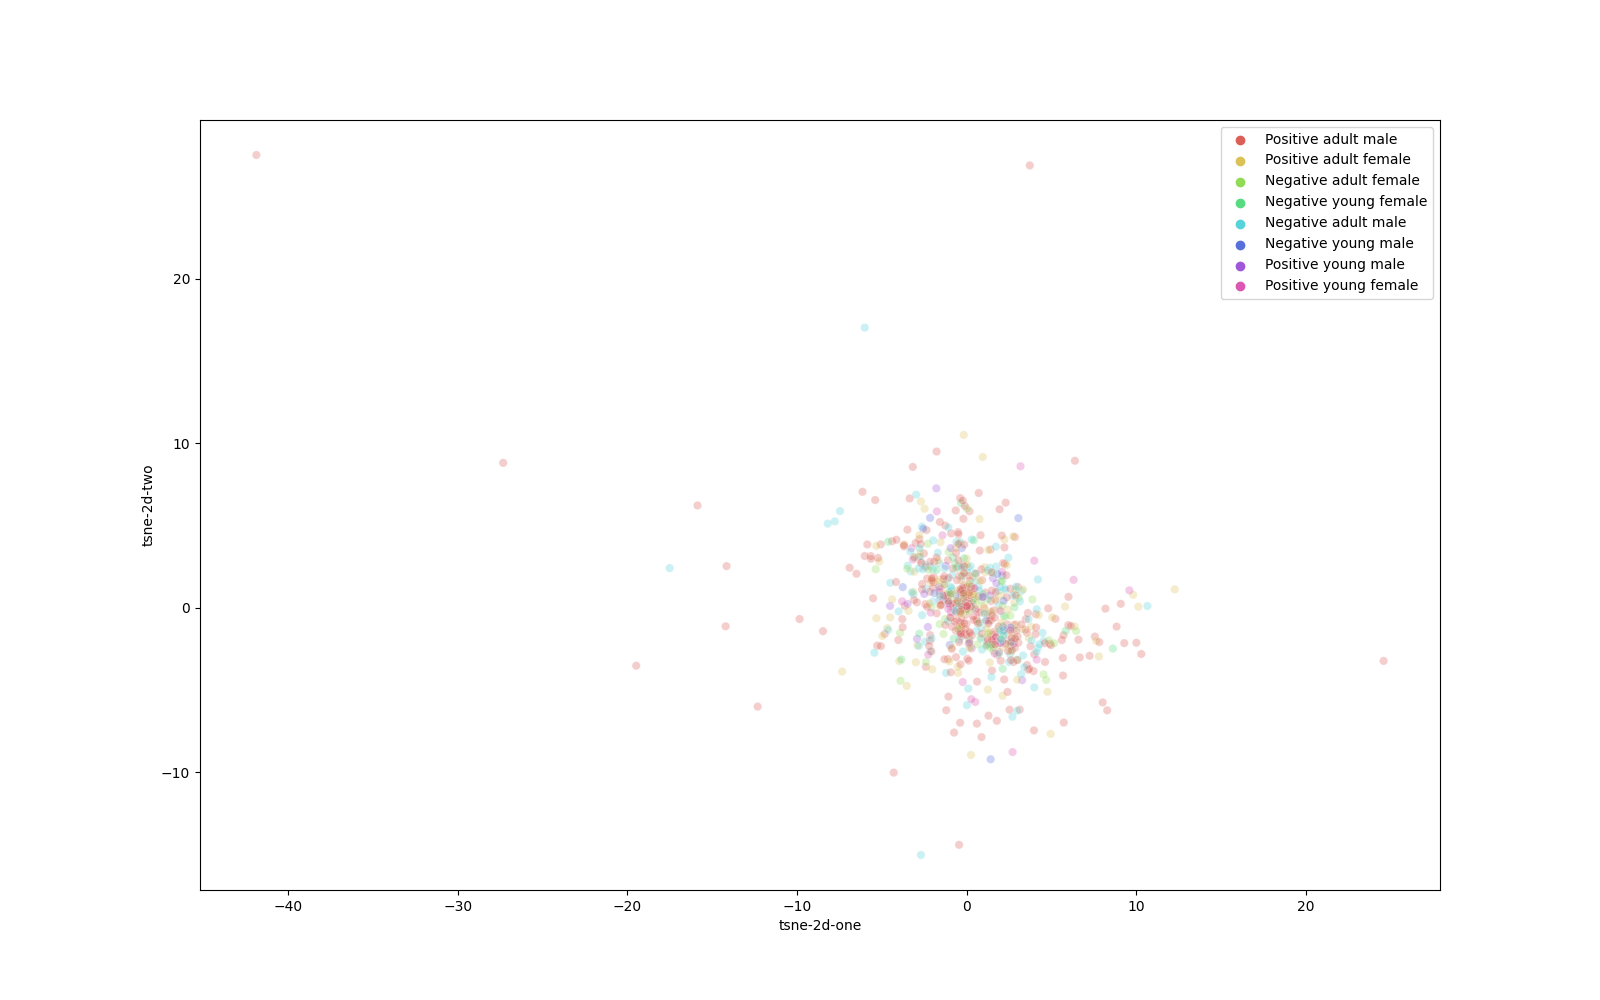 Positive adult male
Positive adult female
Negative adult female
Negative young female
Negative adult male
Negative young male
Positive young male
Positive young female
20
10
0
−10
tsne-2d-two
−40 −30 −20 −10 0 10 20
tsne-2d-one